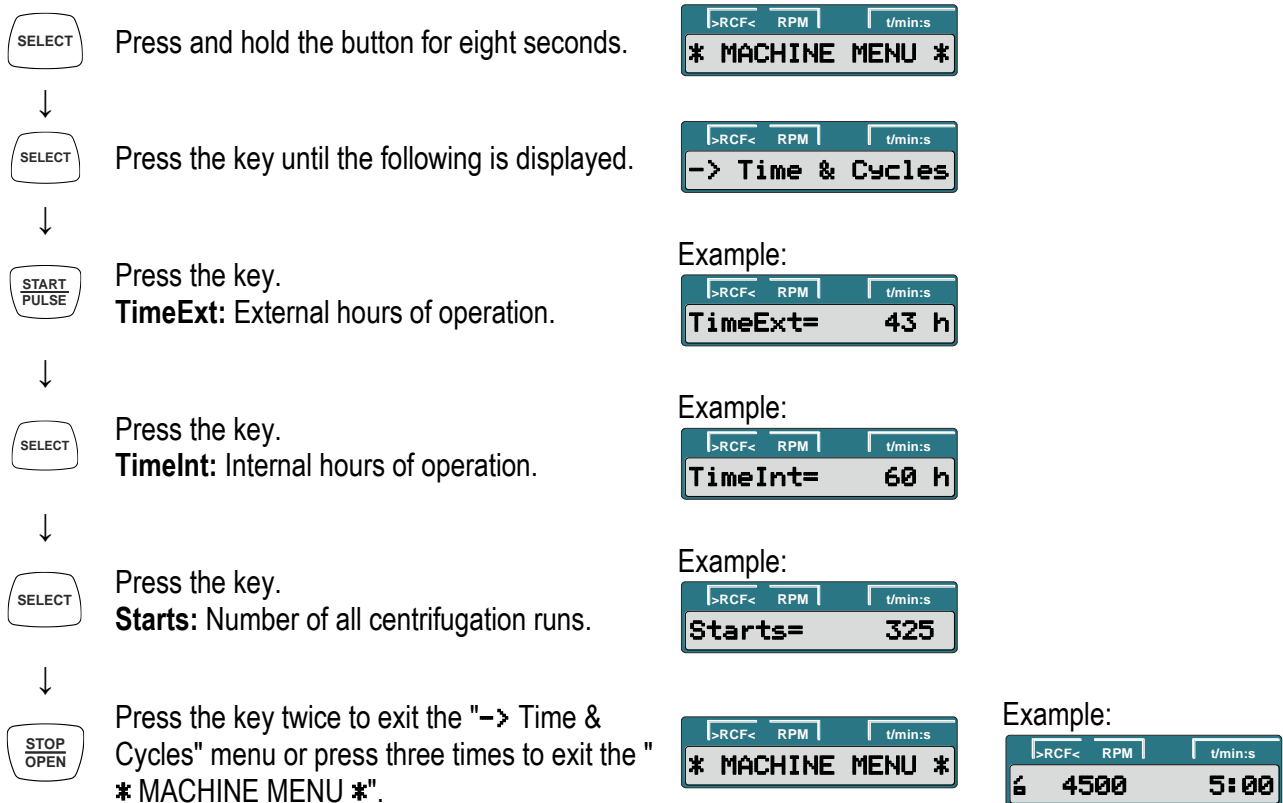 SELECT
Press and hold the button for eight seconds.
>RCF< RPM t/min:s
* MACHINE MENU *
↓
SELECT
Press the key until the following is displayed.
>RCF< RPM t/min:s
-> Time & Cycles
↓
START
PULSE
Press the key.
TimeExt: External hours of operation.
Example:
>RCF< RPM t/min:s
TimeExt= 43 h
↓
SELECT
Press the key.
TimeInt: Internal hours of operation.
Example:
>RCF< RPM t/min:s
TimeInt= 60 h
↓
SELECT
Press the key.
Starts: Number of all centrifugation runs.
Example:
>RCF< RPM t/min:s
Starts= 325
↓
STOP
OPEN
Press the key twice to exit the "-> Time &
Cycles" menu or press three times to exit the "
* MACHINE MENU *".
>RCF< RPM t/min:s
* MACHINE MENU *
Example:
>RCF< RPM t/min:s
4500 5:00